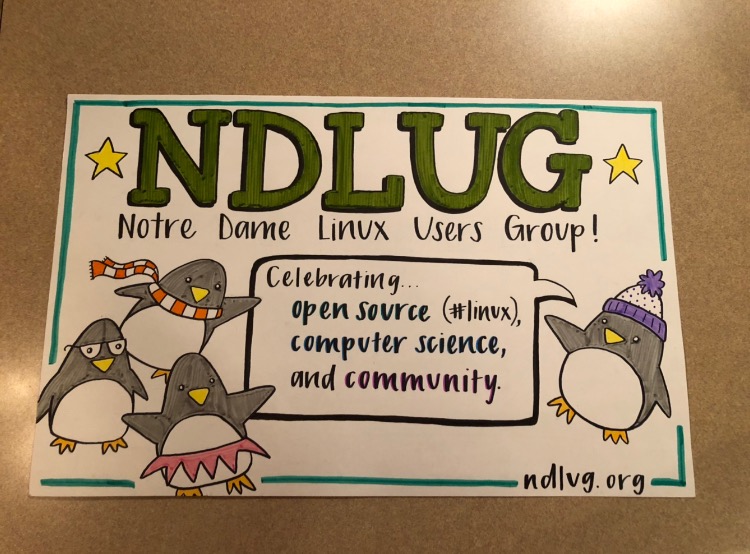 NDLUG
Notre Dame Linux Users Group!
Celebrating...
open source (#linux),
computer science,
and community.
ndlug.org